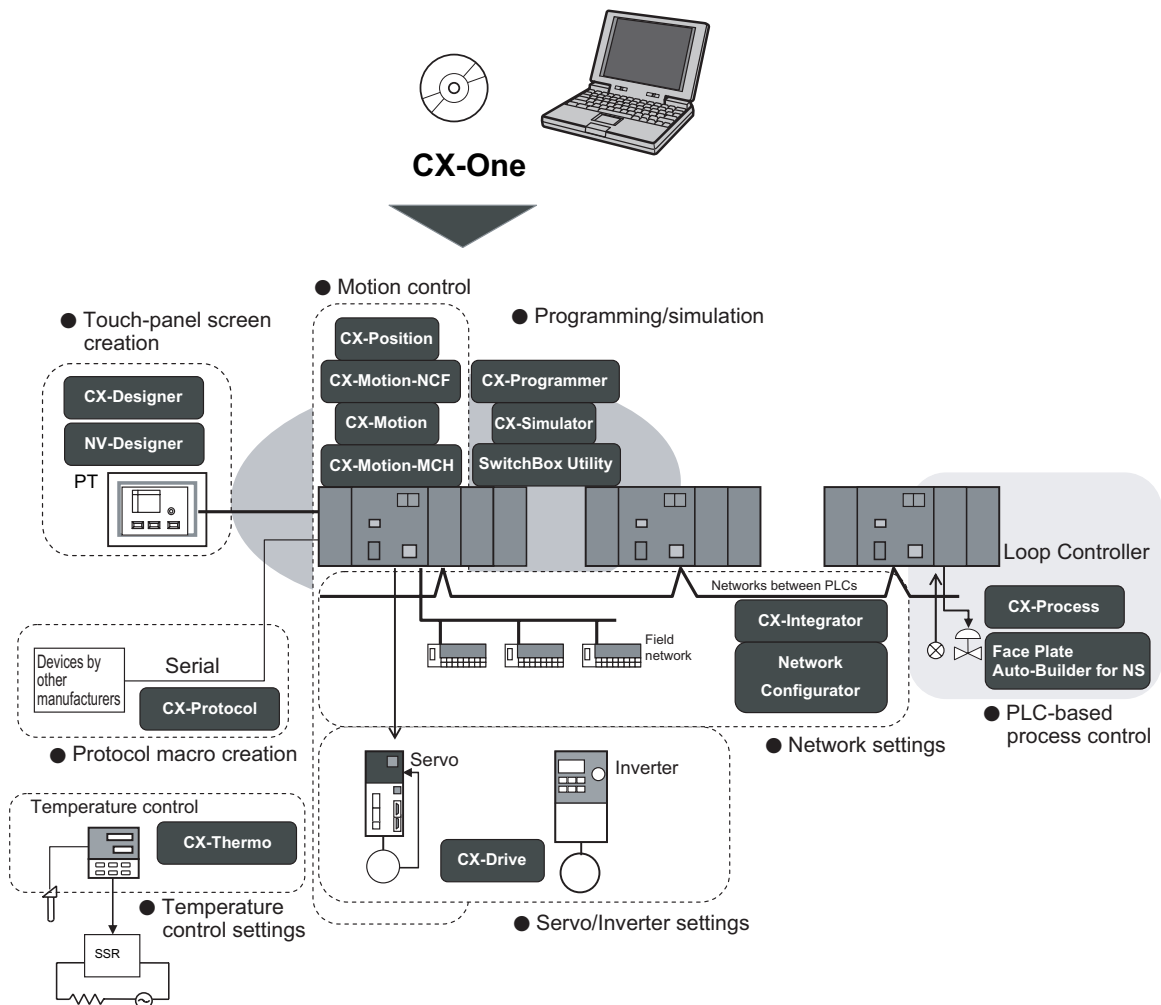 CX-One
● Motion control
● Touch-panel screen
creation
● Programming/simulation
CX-Position
CX-Designer
CX-Motion-NCF
CX-Programmer
CX-Motion
CX-Simulator
NV-Designer
CX-Motion-MCH
SwitchBox Utility
PT
Loop Controller
Networks between PLCs
CX-Process
CX-Integrator
Face Plate
Auto-Builder for NS
Field
network
Network
Configurator
Devices by
other
manufacturers
Serial
CX-Protocol
● PLC-based
process control
● Network settings
● Protocol macro creation
Servo
Inverter
Temperature control
CX-Thermo
CX-Drive
● Temperature
control settings
● Servo/Inverter settings
SSR